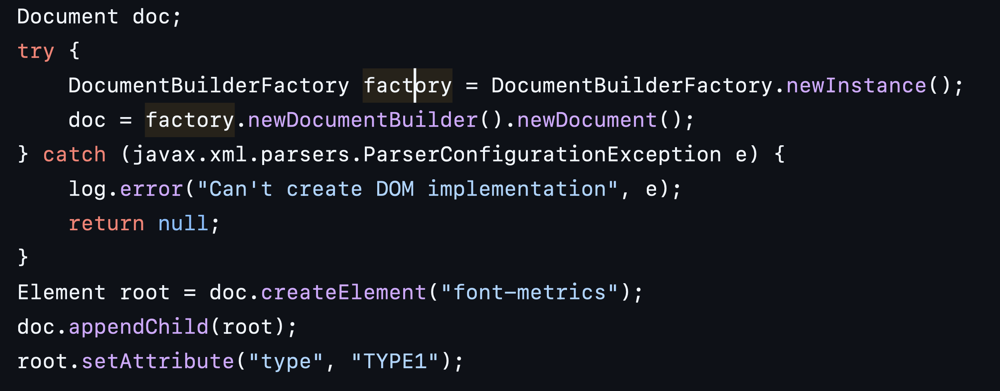 Document doc;
try {
    DocumentBuilderFactory factory = DocumentBuilderFactory.newInstance();
    doc = factory.newDocumentBuilder().newDocument();
} catch (javax.xml.parsers.ParserConfigurationException e) {
    log.error("Can't create DOM implementation", e);
    return null;
}
Element root = doc.createElement("font-metrics");
doc.appendChild(root);
root.setAttribute("type", "TYPE1");